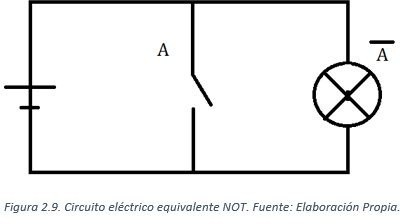 A
A̅
Figura 2.9. Circuito eléctrico equivalente NOT. Fuente: Elaboración Propia.